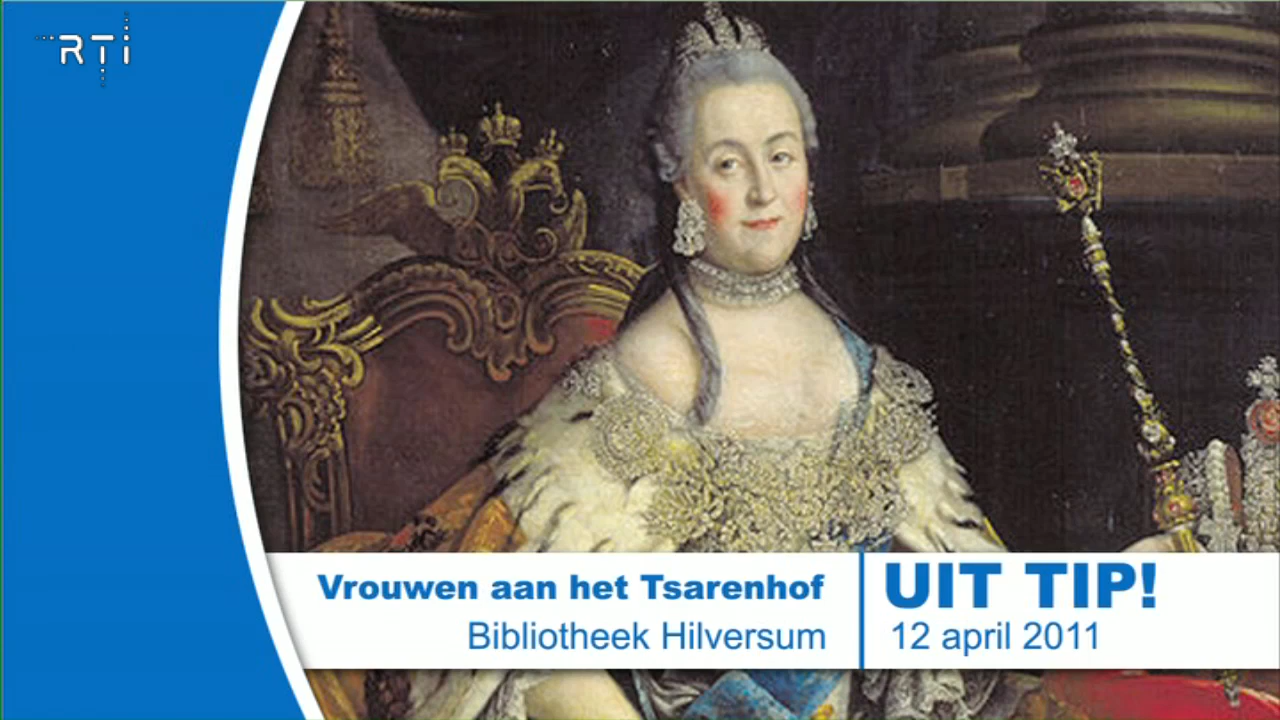 RTi
Vrouwen aan het Tsarenhof
Bibliotheek Hilversum
UIT TIP!
12 april 2011